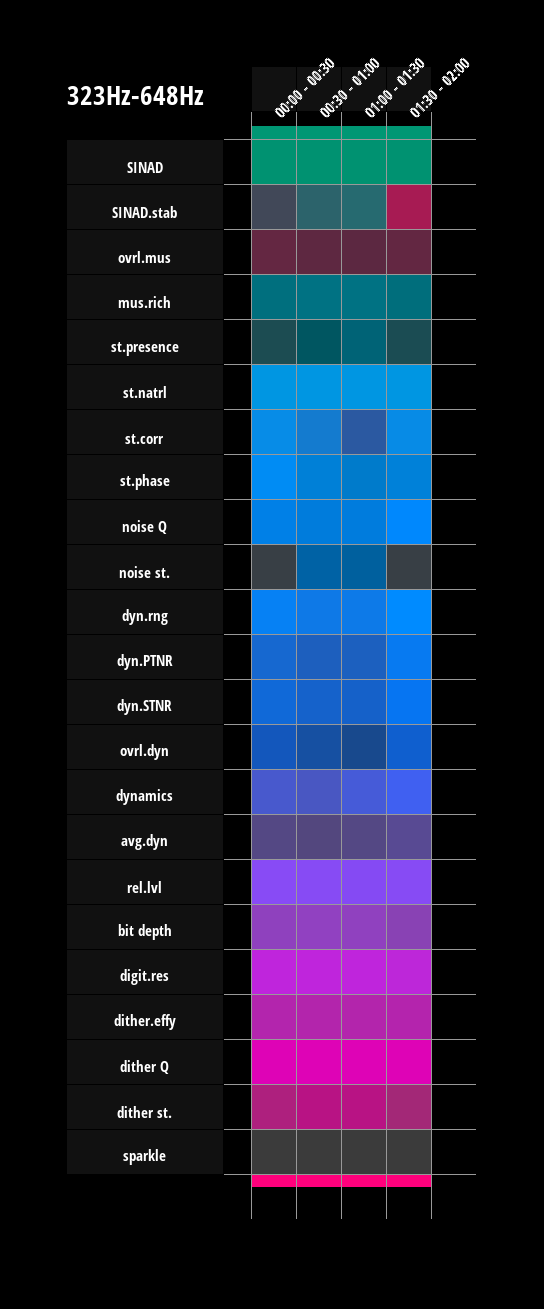 323Hz-648Hz
00:00 - 00:30
00:30 - 01:00
01:00 - 01:30
01:30 - 02:00
SINAD
SINAD.stab
ovrl.mus
mus.rich
st.presence
st.natrl
st.corr
st.phase
noise Q
noise st.
dyn.rng
dyn.PTNR
dyn.STNR
ovrl.dyn
dynamics
avg.dyn
rel.lvl
bit depth
digit.res
dither.effy
dither Q
dither st.
sparkle